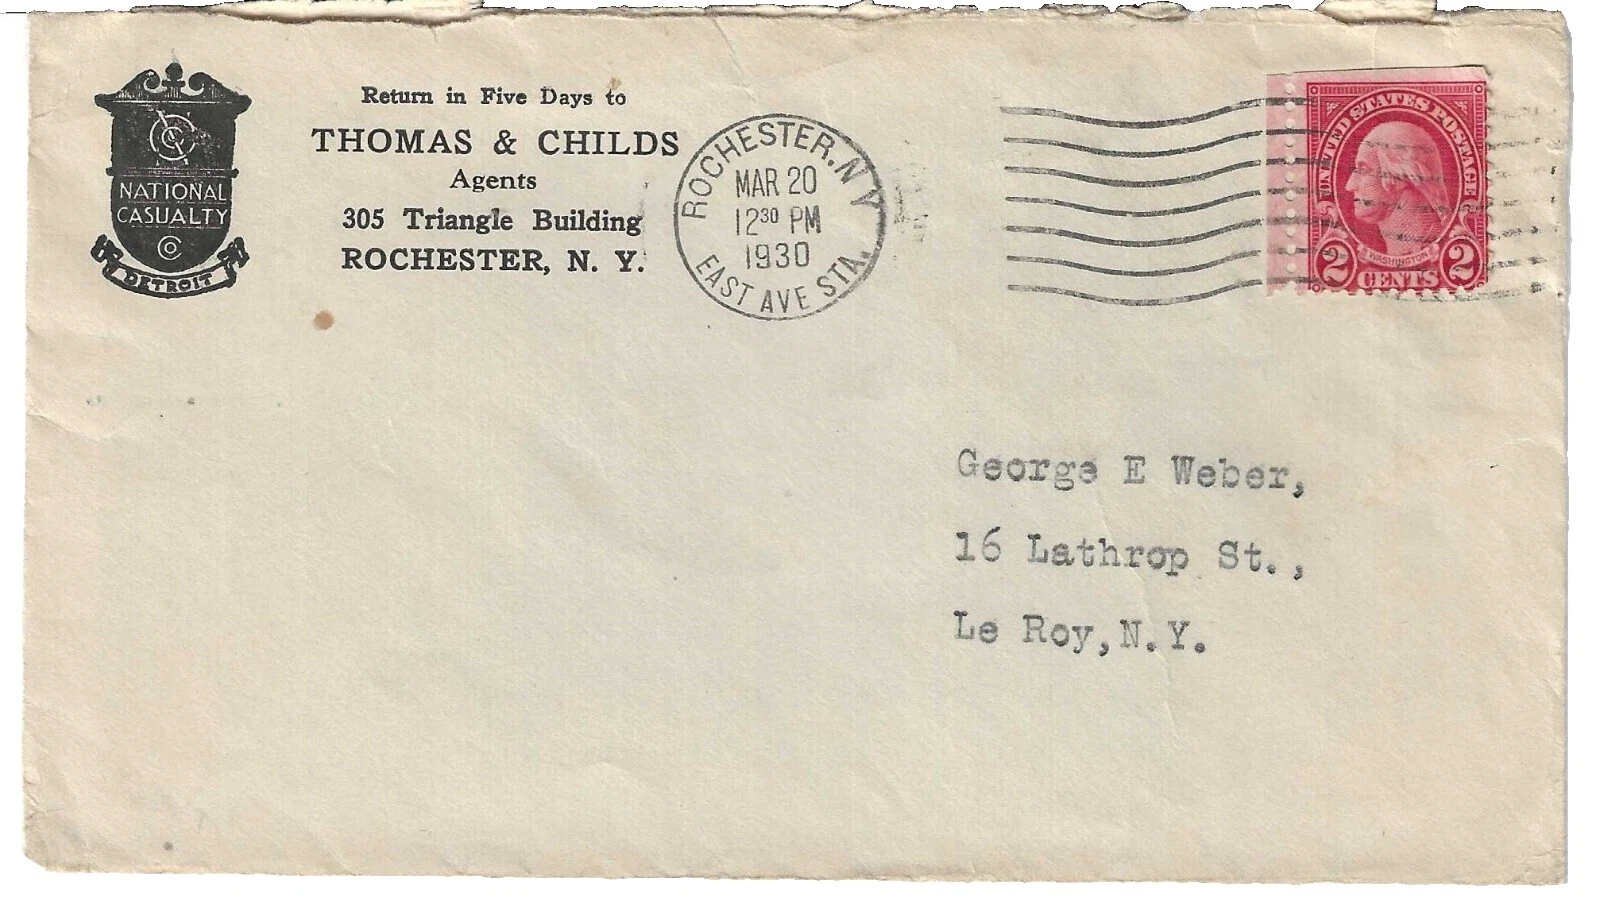 NATIONAL
CASUALTY
CO
DETROIT
Return in Five Days to
THOMAS & CHILDS
Agents
305 Triangle Building
ROCHESTER, N. Y.
ROCHESTER. N Y
MAR 20
12 30 PM
1930
EAST AVE STA.
UNITED STATES POSTAGE
WASHINGTON
2 CENTS 2
George E Weber,
16 Lathrop St.,
Le Roy,N.Y.